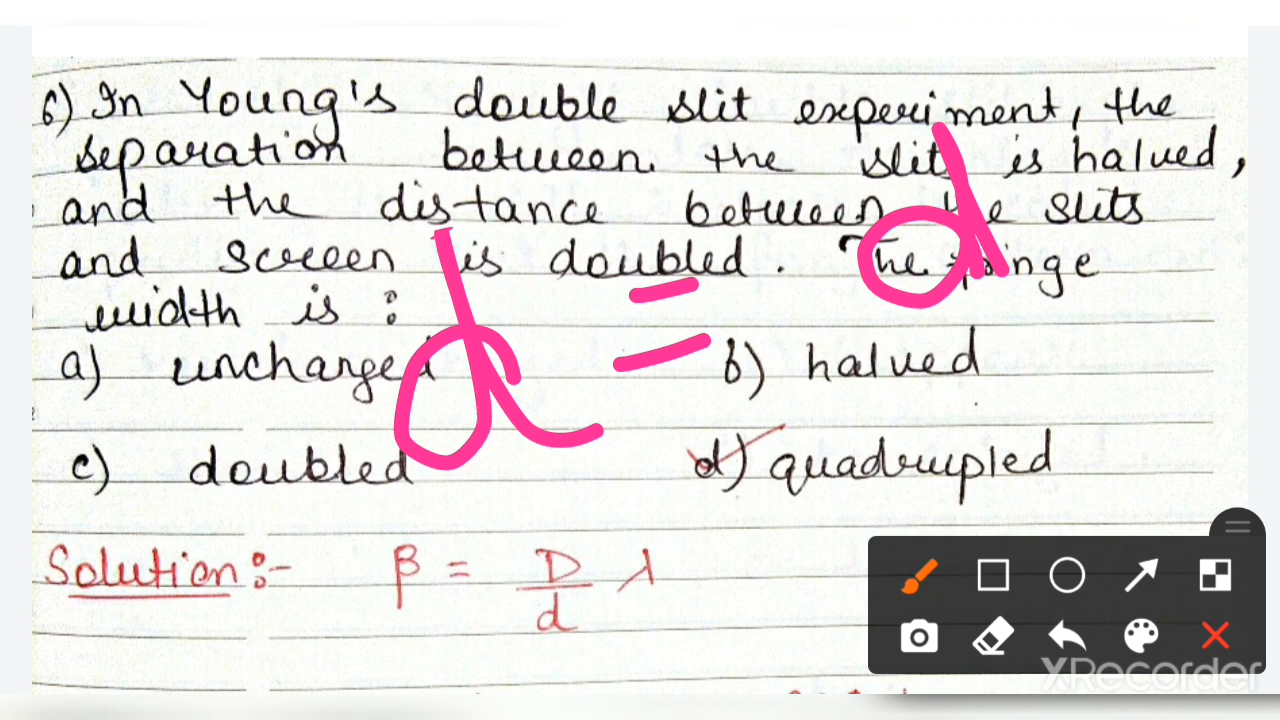 6) In Young's double slit experiment, the
separation between the slit is halved,
and the distance between the slits
and screen is doubled. The fringe
width is :
a) unchanged
b) halved
c) doubled
d) quadrupled
d = d
Solution:- β = D/d λ
XRecorder